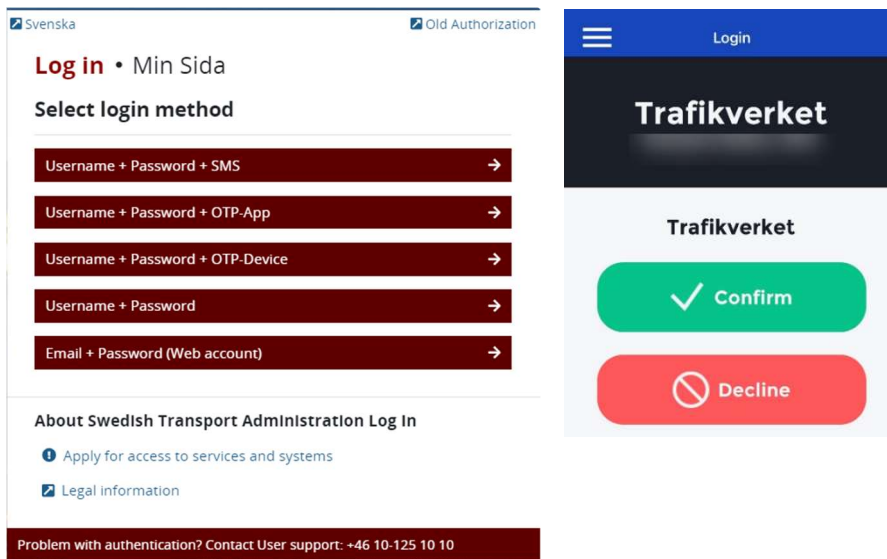 Svenska
Old Authorization
Log in • Min Sida
Select login method
Username + Password + SMS
Username + Password + OTP-App
Username + Password + OTP-Device
Username + Password
Email + Password (Web account)
About Swedish Transport Administration Log In
Apply for access to services and systems
Legal information
Problem with authentication? Contact User support: +46 10-125 10 10
Login
Trafikverket
Trafikverket
Confirm
Decline